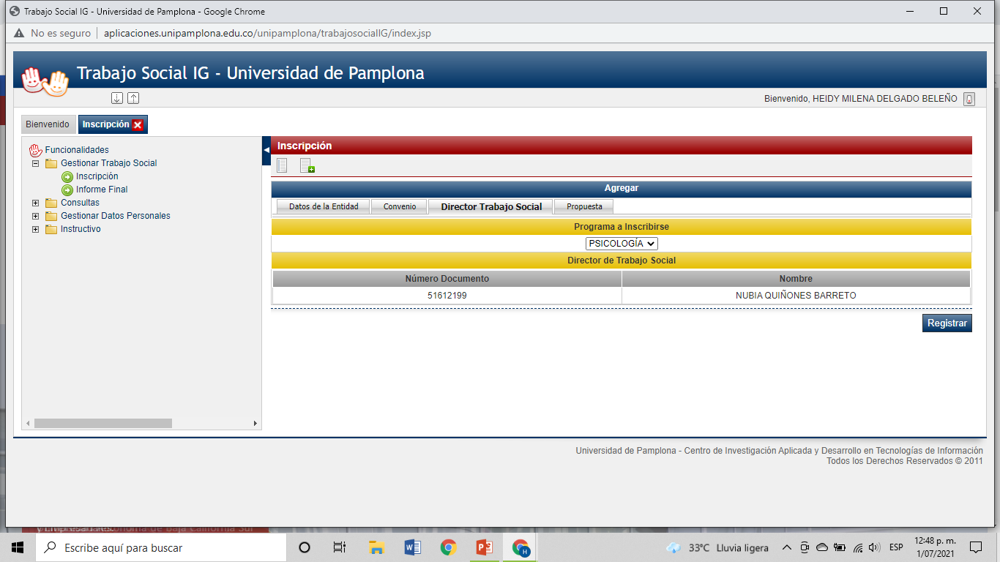 Trabajo Social IG - Universidad de Pamplona - Google Chrome
No es seguro aplicaciones.unipamplona.edu.co/unipamplona/trabajosocialIG/index.jsp
Trabajo Social IG - Universidad de Pamplona
Bienvenido, HEIDY MILENA DELGADO BELEÑO
Bienvenido Inscripción
Funcionalidades
Gestionar Trabajo Social
Inscripción
Informe Final
Consultas
Gestionar Datos Personales
Instructivo
Inscripción
Agregar
Datos de la Entidad Convenio Director Trabajo Social Propuesta
Programa a Inscribirse
PSICOLOGÍA
Director de Trabajo Social
Número Documento Nombre
51612199 NUBIA QUIÑONES BARRETO
Registrar
Universidad de Pamplona - Centro de Investigación Aplicada y Desarrollo en Tecnologías de Información
Todos los Derechos Reservados © 2011
Baja California Sur
Escribe aquí para buscar
33°C Lluvia ligera ESP
12:48 p. m.
1/07/2021